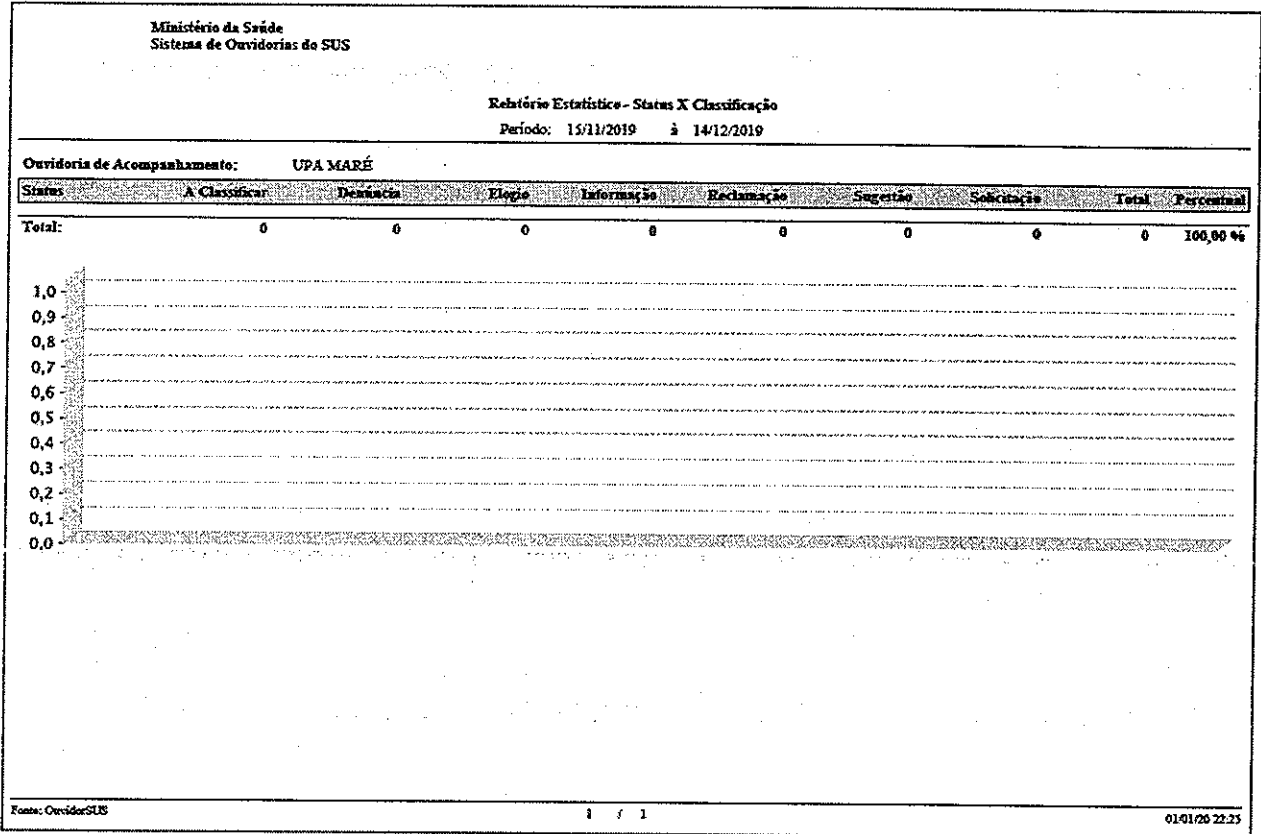 Ministério da Saúde
Sistema de Ouvidorias do SUS
Relatório Estatístico - Status X Classificação
Período: 15/11/2019 à 14/12/2019
Ouvidoria de Acompanhamento: UPA MARÉ
Status A Classificar Denúncia Elogio Informação Reclamação Sugestão Solicitação Total Percentual
Total: 0 0 0 0 0 0 0 0 100,00 %
1,0
0,9
0,8
0,7
0,6
0,5
0,4
0,3
0,2
0,1
0,0
Fonte: OuvidorSUS 1 / 1 01/01/20 22:25